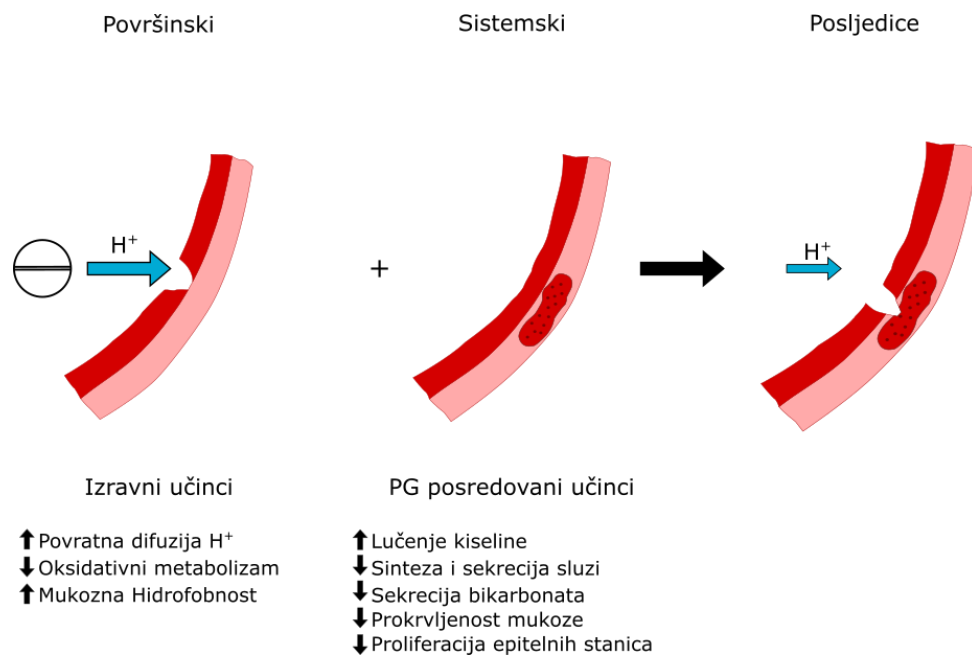 Površinski
Sistemski
Posljedice
H⁺
+
H⁺
Izravni učinci
Povratna difuzija H⁺
Oksidativni metabolizam
Mukozna Hidrofobnost
PG posredovani učinci
Lučenje kiseline
Sinteza i sekrecija sluzi
Sekrecija bikarbonata
Prokrvljenost mukoze
Proliferacija epitelnih stanica